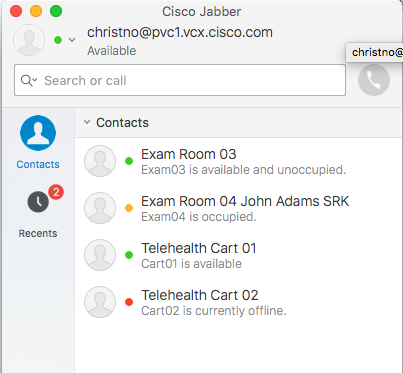 Cisco Jabber
christno@pvc1.vcx.cisco.com
Available
christno@
Search or call
Contacts
2
Recents
Contacts
Exam Room 03
Exam03 is available and unoccupied.
Exam Room 04 John Adams SRK
Exam04 is occupied.
Telehealth Cart 01
Cart01 is available
Telehealth Cart 02
Cart02 is currently offline.